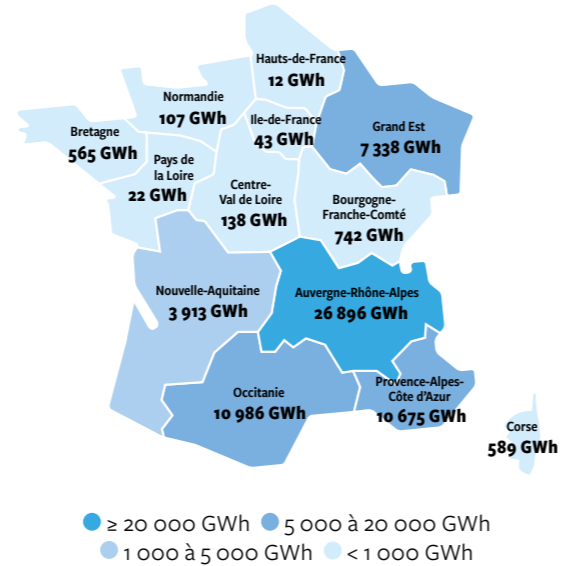 Hauts-de-France
12 GWh
Normandie
107 GWh
Ile-de-France
43 GWh
Grand Est
7 338 GWh
Bretagne
565 GWh
Pays de
la Loire
22 GWh
Centre-
Val de Loire
138 GWh
Bourgogne-
Franche-Comté
742 GWh
Nouvelle-Aquitaine
3 913 GWh
Auvergne-Rhône-Alpes
26 896 GWh
Occitanie
10 986 GWh
Provence-Alpes-
Côte d'Azur
10 675 GWh
Corse
589 GWh
≥ 20 000 GWh 5 000 à 20 000 GWh
1 000 à 5 000 GWh < 1 000 GWh